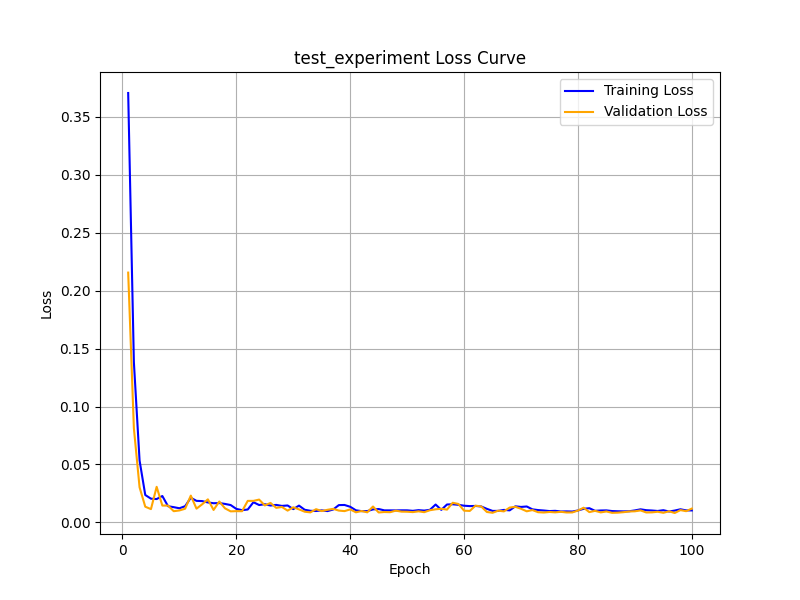 test_experiment Loss Curve
Training Loss
Validation Loss
0.35
0.30
0.25
0.20
0.15
0.10
0.05
0.00
Loss
0 20 40 60 80 100
Epoch